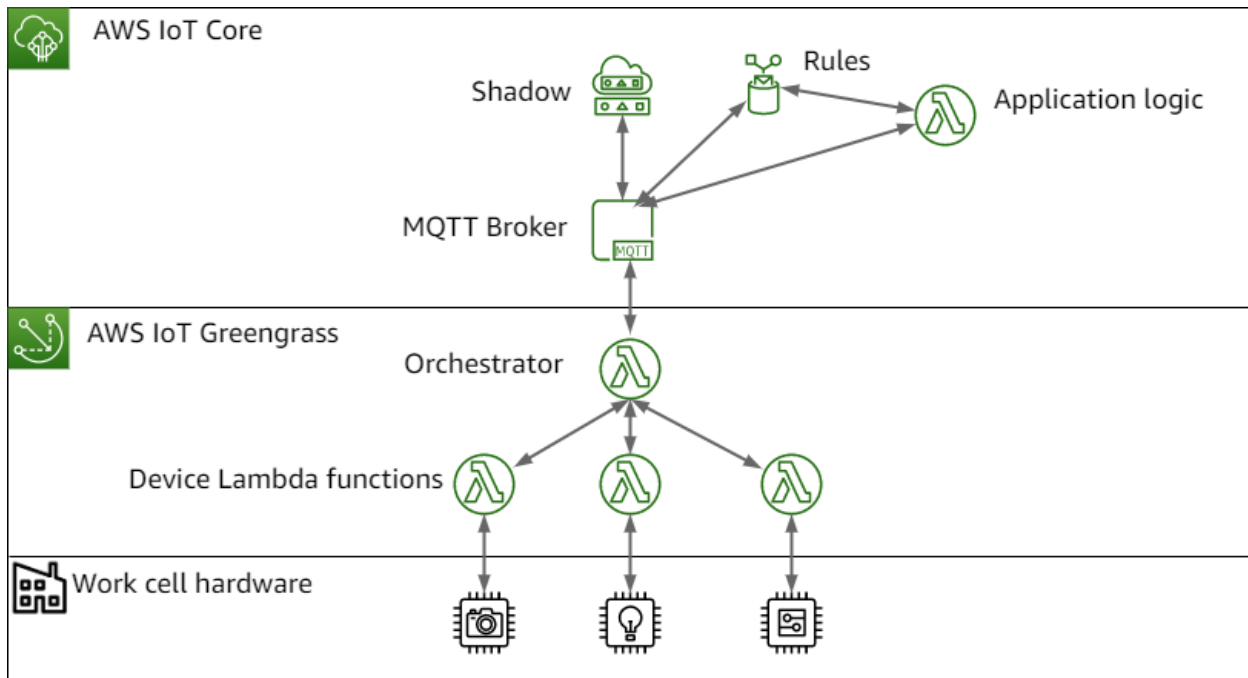 AWS IoT Core
Shadow
Rules
Application logic
MQTT Broker
MQTT
AWS IoT Greengrass
Orchestrator
Device Lambda functions
Work cell hardware